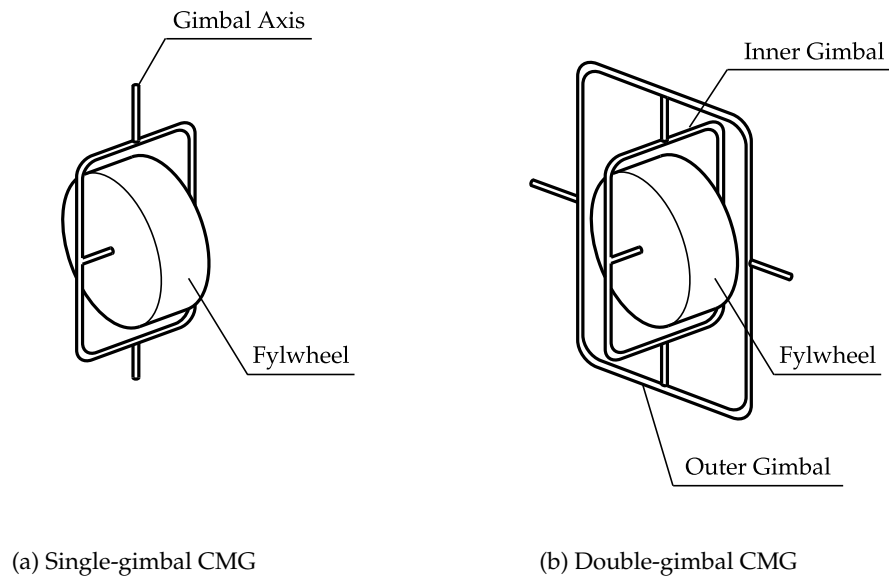 Gimbal Axis
Fylwheel
(a) Single-gimbal CMG
Inner Gimbal
Fylwheel
Outer Gimbal
(b) Double-gimbal CMG